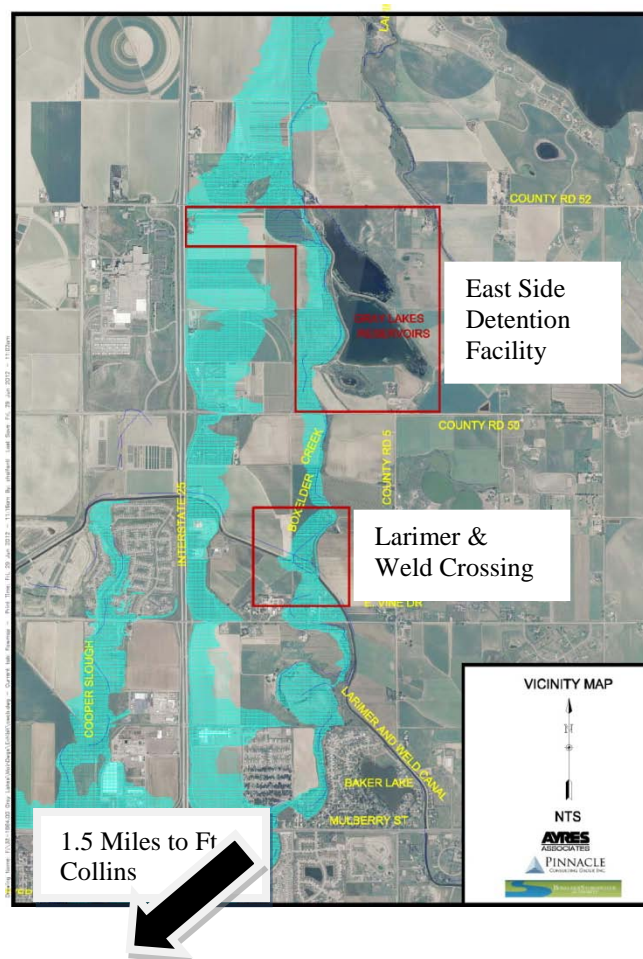 COUNTY RD 52
East Side
Detention
Facility
GRAY LAKES
RESERVOIRS
COUNTY RD 50
COUNTY RD 5
BOXELDER CREEK
INTERSTATE 25
Larimer &
Weld Crossing
E. VINE DR
COOPER SLOUGH
LARIMER AND WELD CANAL
BAKER LAKE
MULBERRY ST
VICINITY MAP
N
NTS
AYRES
ASSOCIATES
PINNACLE
CONSULTING GROUP, INC.
1.5 Miles to Ft
Collins